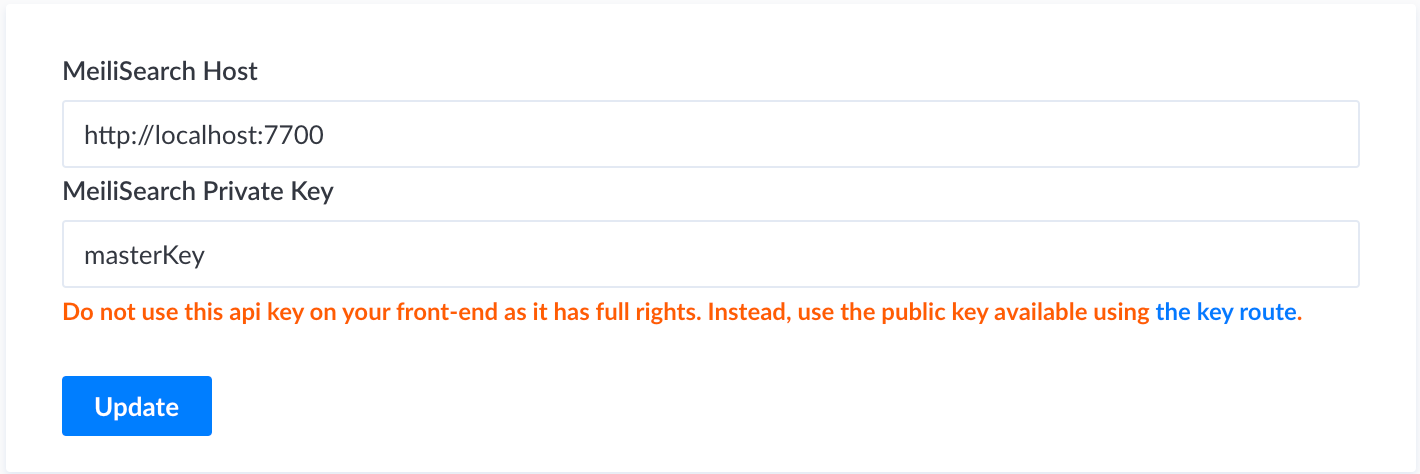 MeiliSearch Host
http://localhost:7700
MeiliSearch Private Key
masterKey
Do not use this api key on your front-end as it has full rights. Instead, use the public key available using the key route.
Update